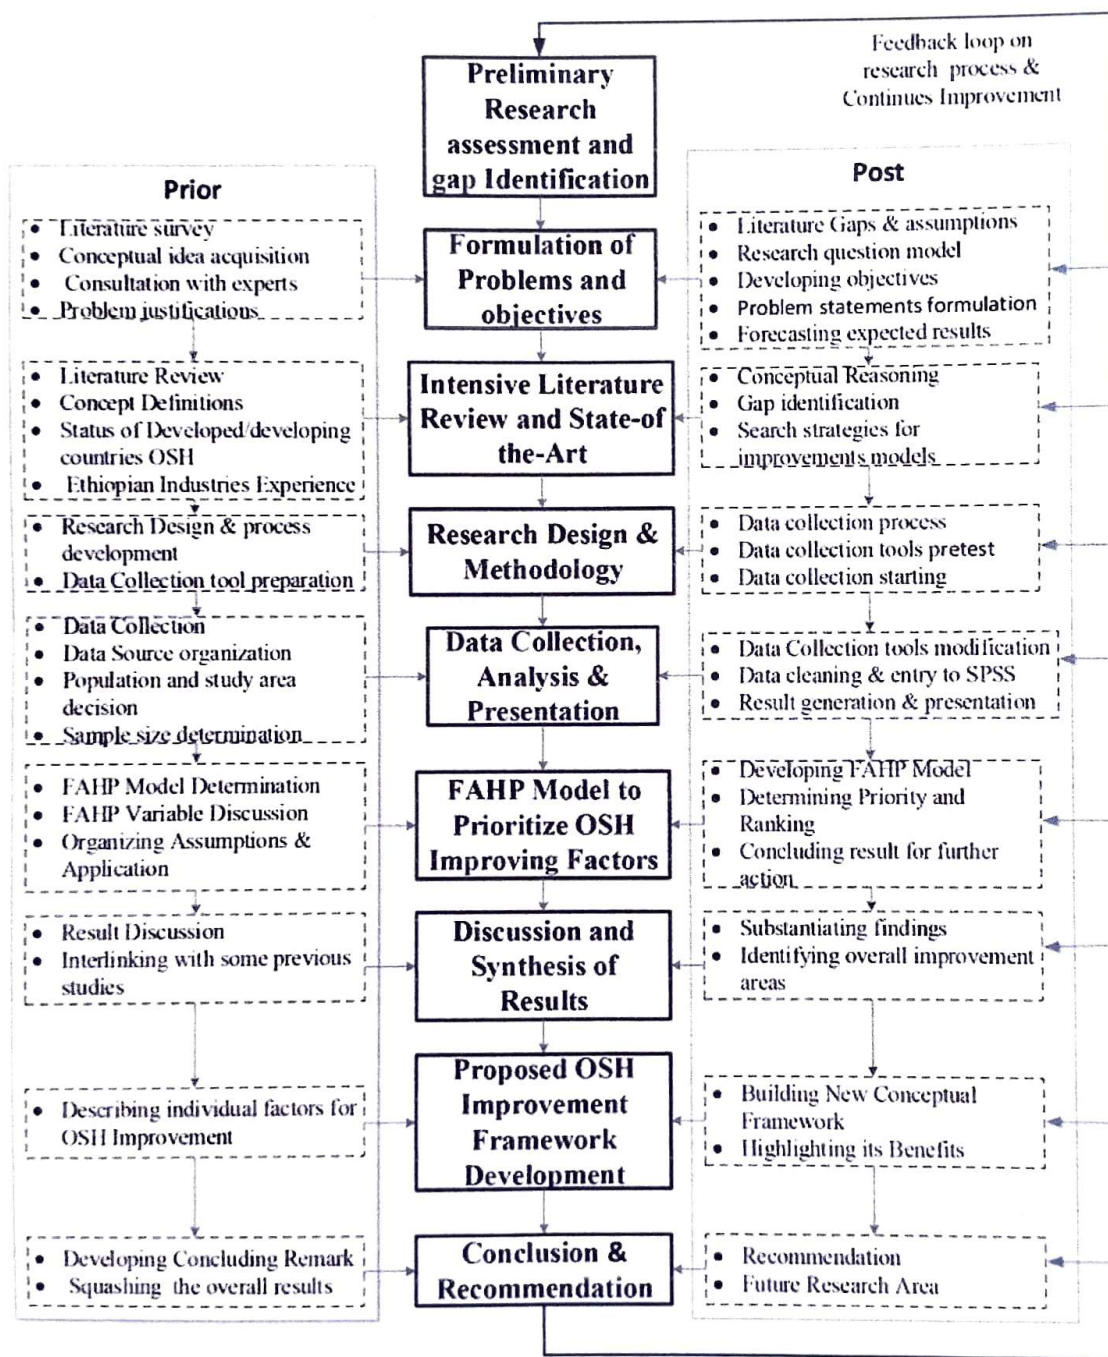 Feedback loop on
research process &
Continues Improvement
Preliminary
Research
assessment and
gap Identification
Prior
• Literature survey
• Conceptual idea acquisition
• Consultation with experts
• Problem justifications
Formulation of
Problems and
objectives
Post
• Literature Gaps & assumptions
• Research question model
• Developing objectives
• Problem statements formulation
• Forecasting expected results
• Literature Review
• Concept Definitions
• Status of Developed/developing
countries OSH
• Ethiopian Industries Experience
Intensive Literature
Review and State-of
the-Art
• Conceptual Reasoning
• Gap identification
• Search strategies for
improvements models
• Research Design & process
development
• Data Collection tool preparation
Research Design &
Methodology
• Data collection process
• Data collection tools pretest
• Data collection starting
• Data Collection
• Data Source organization
• Population and study area
decision
• Sample size determination
Data Collection,
Analysis &
Presentation
• Data Collection tools modification
• Data cleaning & entry to SPSS
• Result generation & presentation
• FAHP Model Determination
• FAHP Variable Discussion
• Organizing Assumptions &
Application
FAHP Model to
Prioritize OSH
Improving Factors
• Developing FAHP Model
• Determining Priority and
Ranking
• Concluding result for further
action
• Result Discussion
• Interlinking with some previous
studies
Discussion and
Synthesis of
Results
• Substantiating findings
• Identifying overall improvement
areas
• Describing individual factors for
OSH Improvement
Proposed OSH
Improvement
Framework
Development
• Building New Conceptual
Framework
• Highlighting its Benefits
• Developing Concluding Remark
• Squashing the overall results
Conclusion &
Recommendation
• Recommendation
• Future Research Area